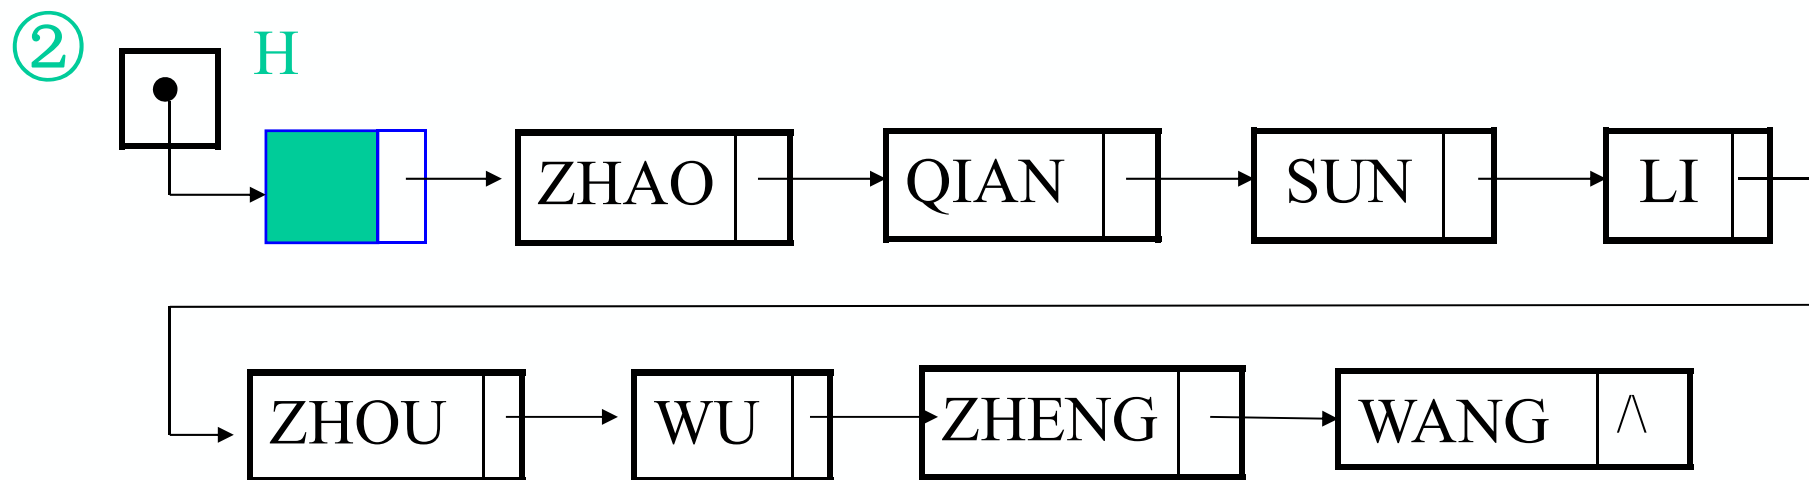 ② H
ZHAO QIAN SUN LI
ZHOU WU ZHENG WANG /\